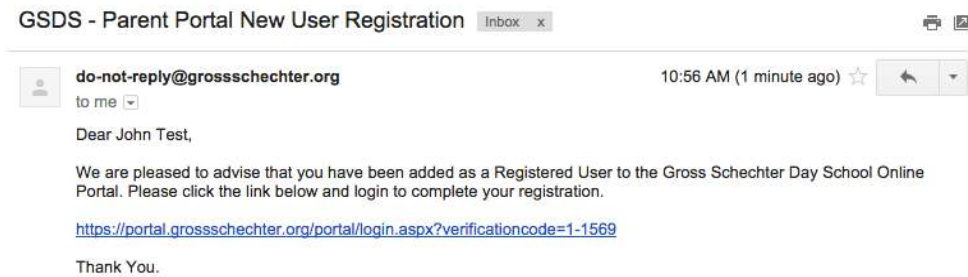 GSDS - Parent Portal New User Registration Inbox x
do-not-reply@grossschechter.org 10:56 AM (1 minute ago)
to me
Dear John Test,
We are pleased to advise that you have been added as a Registered User to the Gross Schechter Day School Online
Portal. Please click the link below and login to complete your registration.
https://portal.grossschechter.org/portal/login.aspx?verificationcode=1-1569
Thank You.